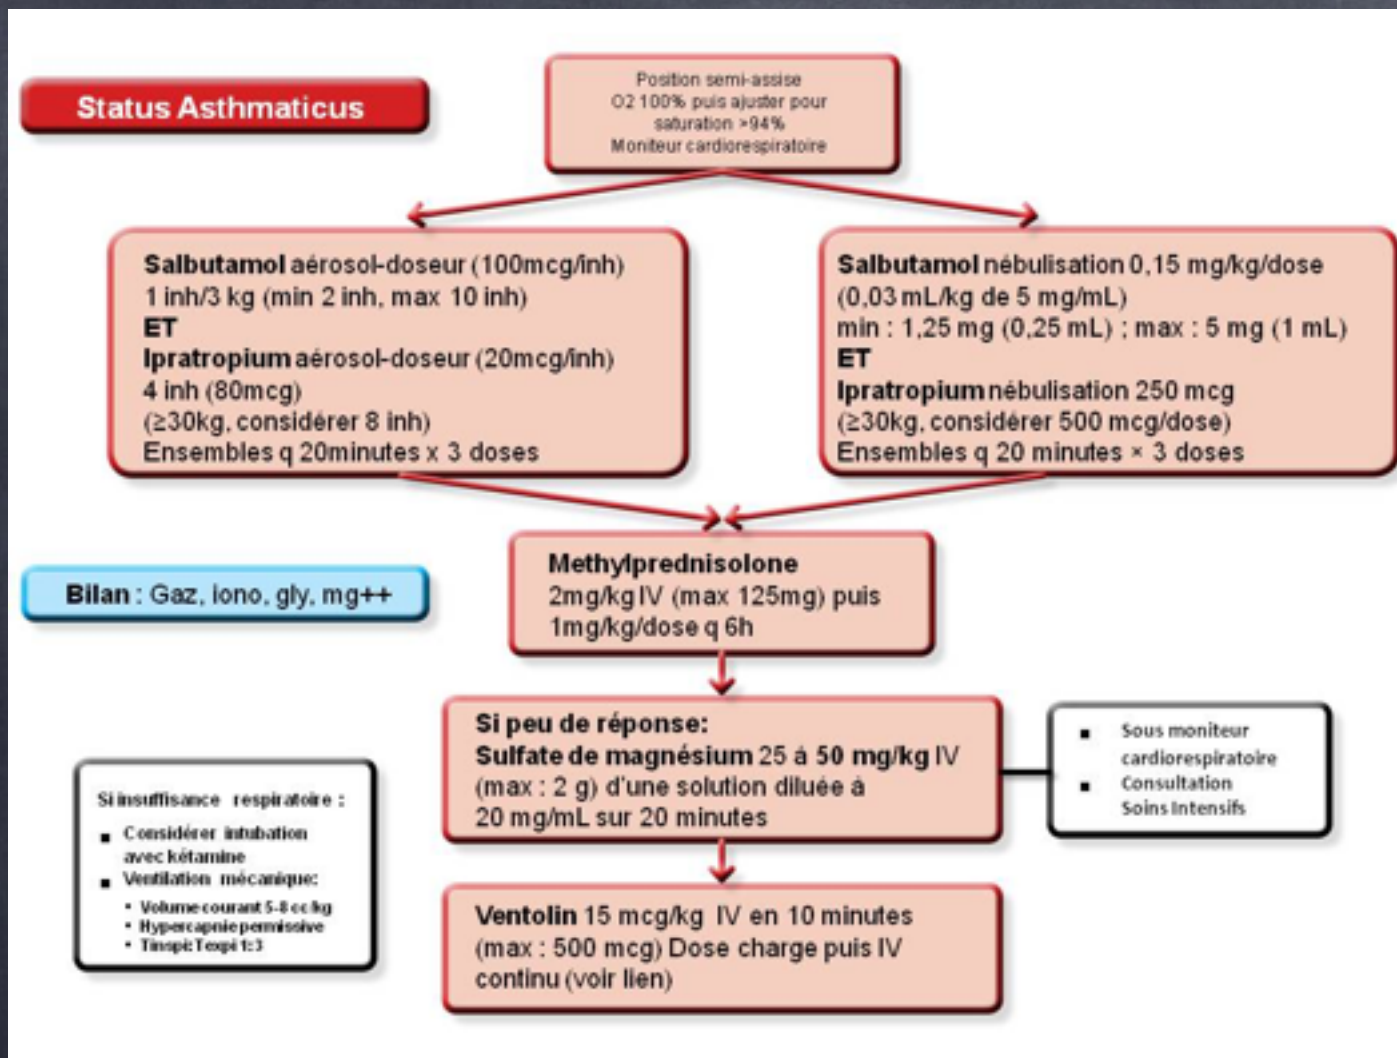 Status Asthmaticus
Position semi-assise
O2 100% puis ajuster pour
saturation >94%
Moniteur cardiorespiratoire
Salbutamol aérosol-doseur (100mcg/inh)
1 inh/3 kg (min 2 inh, max 10 inh)
ET
Ipratropium aérosol-doseur (20mcg/inh)
4 inh (80mcg)
(≥30kg, considérer 8 inh)
Ensembles q 20minutes x 3 doses
Salbutamol nébulisation 0,15 mg/kg/dose
(0,03 mL/kg de 5 mg/mL)
min : 1,25 mg (0,25 mL) ; max : 5 mg (1 mL)
ET
Ipratropium nébulisation 250 mcg
(≥30kg, considérer 500 mcg/dose)
Ensembles q 20 minutes × 3 doses
Bilan : Gaz, iono, gly, mg++
Methylprednisolone
2mg/kg IV (max 125mg) puis
1mg/kg/dose q 6h
Si peu de réponse:
Sulfate de magnésium 25 à 50 mg/kg IV
(max : 2 g) d'une solution diluée à
20 mg/mL sur 20 minutes
▪ Sous moniteur
cardiorespiratoire
▪ Consultation
Soins Intensifs
Si insuffisance respiratoire :
▪ Considérer intubation
avec kétamine
▪ Ventilation mécanique:
• Volume courant 5-8 cc/kg
• Hypercapnie permissive
• Tinspi:Texpi 1:3
Ventolin 15 mcg/kg IV en 10 minutes
(max : 500 mcg) Dose charge puis IV
continu (voir lien)